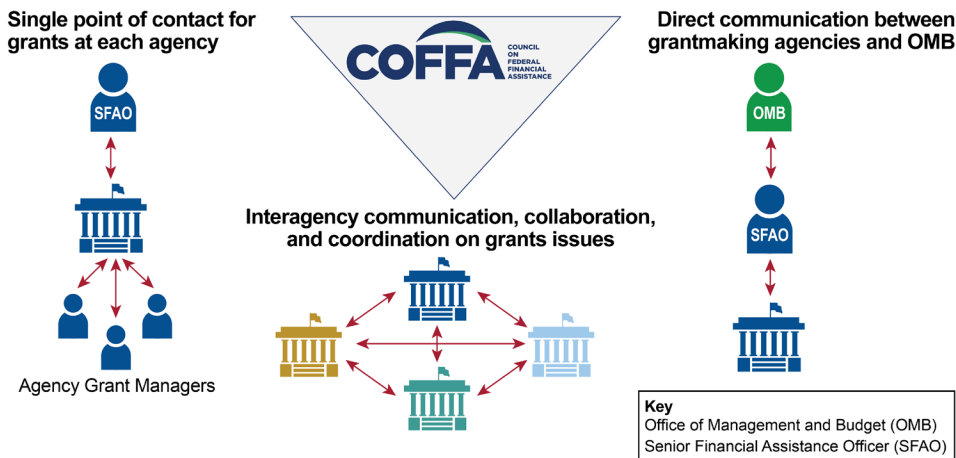 Single point of contact for
grants at each agency
SFAO
Agency Grant Managers
COFFA
COUNCIL
ON
FEDERAL
FINANCIAL
ASSISTANCE
Interagency communication, collaboration,
and coordination on grants issues
Direct communication between
grantmaking agencies and OMB
OMB
SFAO
Key
Office of Management and Budget (OMB)
Senior Financial Assistance Officer (SFAO)